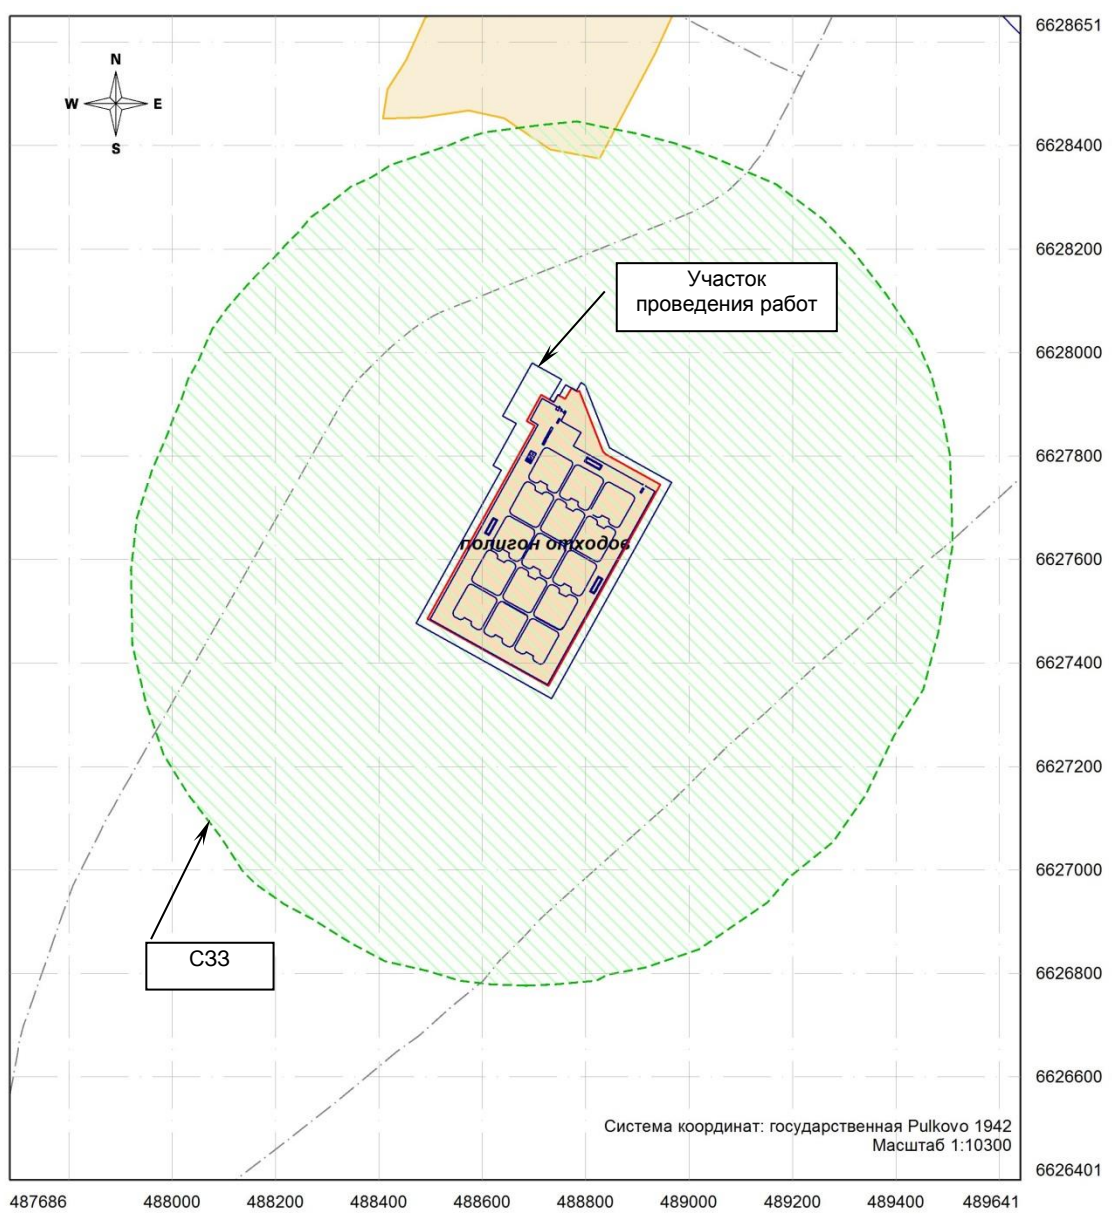 6628651
N
W E
S
6628400
6628200
Участок
проведения работ
6628000
6627800
полигон отходов
6627600
6627400
6627200
6627000
СЗЗ
6626800
6626600
Система координат: государственная Pulkovo 1942
Масштаб 1:10300
6626401
487686 488000 488200 488400 488600 488800 489000 489200 489400 489641